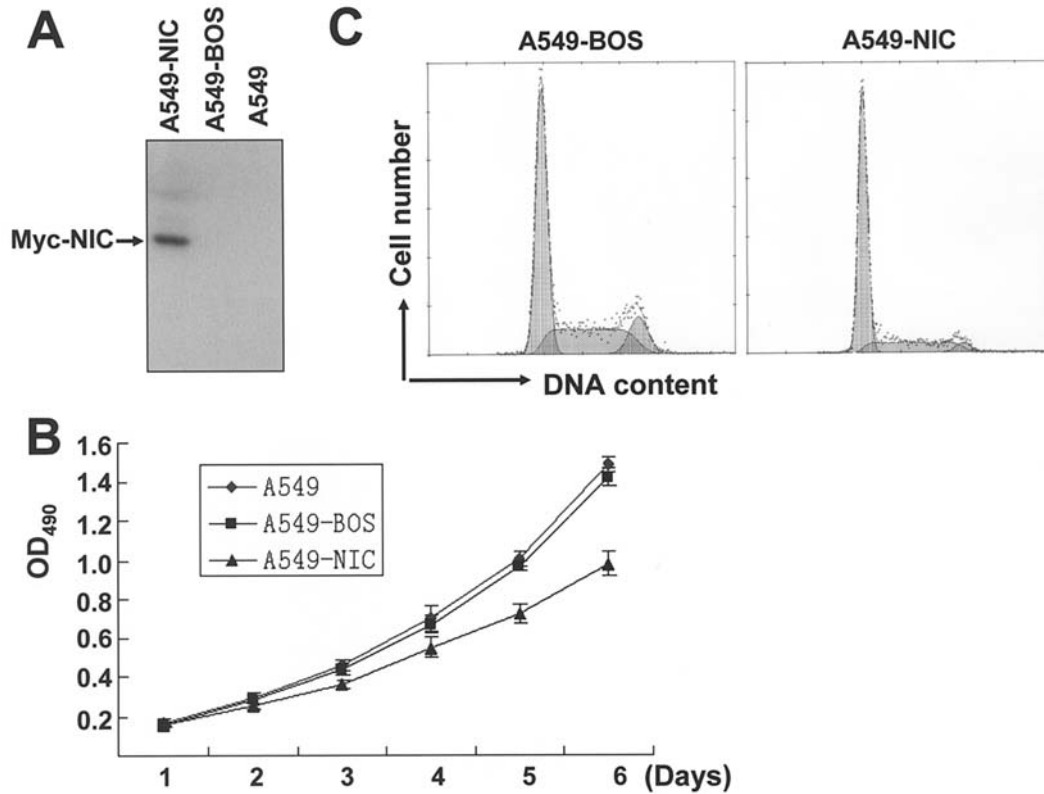 A
A549-NIC
A549-BOS
A549
Myc-NIC
C
A549-BOS
A549-NIC
Cell number
DNA content
B
OD490
1.6
1.4
1.2
1.0
0.8
0.6
0.4
0.2
A549
A549-BOS
A549-NIC
1 2 3 4 5 6 (Days)